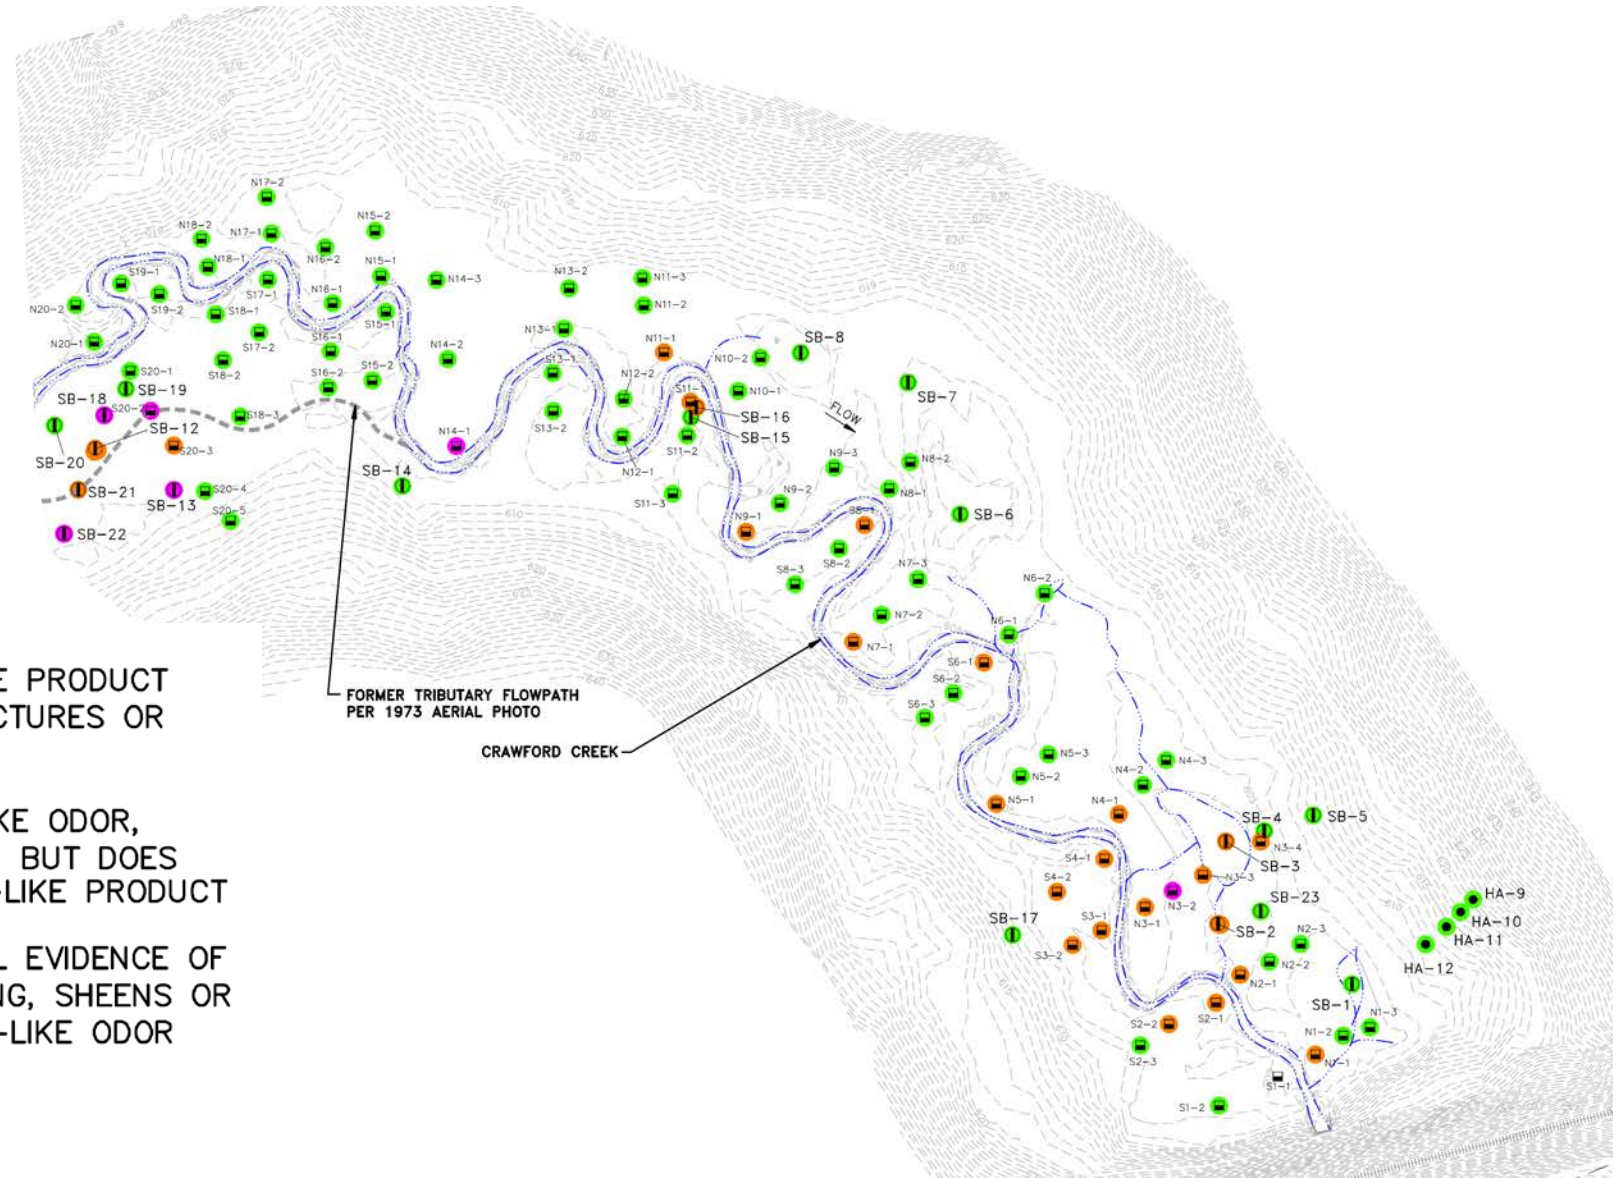 N17-2
N18-2
N17-1
N15-2
N16-2
N18-1
N15-1
N14-3
N13-2
N11-3
S19-1
S17-1
N16-1
N11-2
N20-2
S19-2
S18-1
S15-1
N13-1
N20-1
S17-2
S16-1
N14-2
N11-1
N10-2
SB-8
S18-2
S13-1
S20-1
SB-19
S16-2
S15-2
N12-2
N10-1
SB-7
SB-18
S20-2
S18-3
S13-2
S11-1
SB-16
FLOW
SB-12
SB-15
SB-20
S20-3
N14-1
N12-1
S11-2
SB-14
N9-3
N8-2
SB-21
SB-13
S20-4
S11-3
N9-2
N8-1
SB-22
S20-5
N9-1
S8-1
SB-6
S8-2
S8-3
N7-3
N6-2
N7-2
N6-1
N7-1
S6-1
E PRODUCT
CTURES OR
FORMER TRIBUTARY FLOWPATH
PER 1973 AERIAL PHOTO
S6-2
S6-3
CRAWFORD CREEK
N5-3
N5-2
N4-3
N4-2
N5-1
N4-1
KE ODOR,
BUT DOES
-LIKE PRODUCT
SB-4
SB-5
N3-4
SB-3
S4-1
S4-2
N3-3
N3-2
SB-23
HA-9
HA-10
HA-11
HA-12
SB-17
S3-1
N3-1
SB-2
S3-2
N2-3
N2-2
L EVIDENCE OF
NG, SHEENS OR
-LIKE ODOR
N2-1
SB-1
S2-1
S2-2
S2-3
N1-3
N1-2
N1-1
S1-1
S1-2